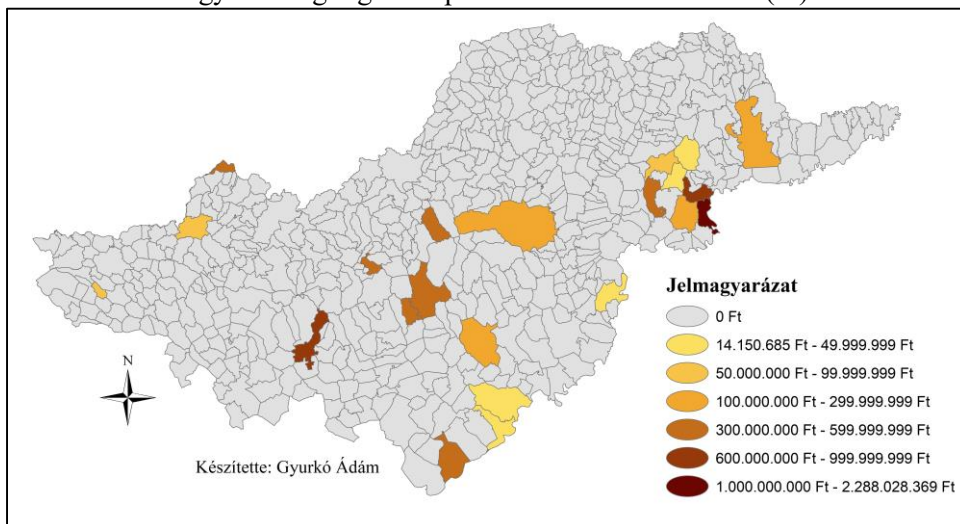 Jelmagyarázat
0 Ft
14.150.685 Ft - 49.999.999 Ft
50.000.000 Ft - 99.999.999 Ft
100.000.000 Ft - 299.999.999 Ft
300.000.000 Ft - 599.999.999 Ft
600.000.000 Ft - 999.999.999 Ft
1.000.000.000 Ft - 2.288.028.369 Ft
N
Készítette: Gyurkó Ádám